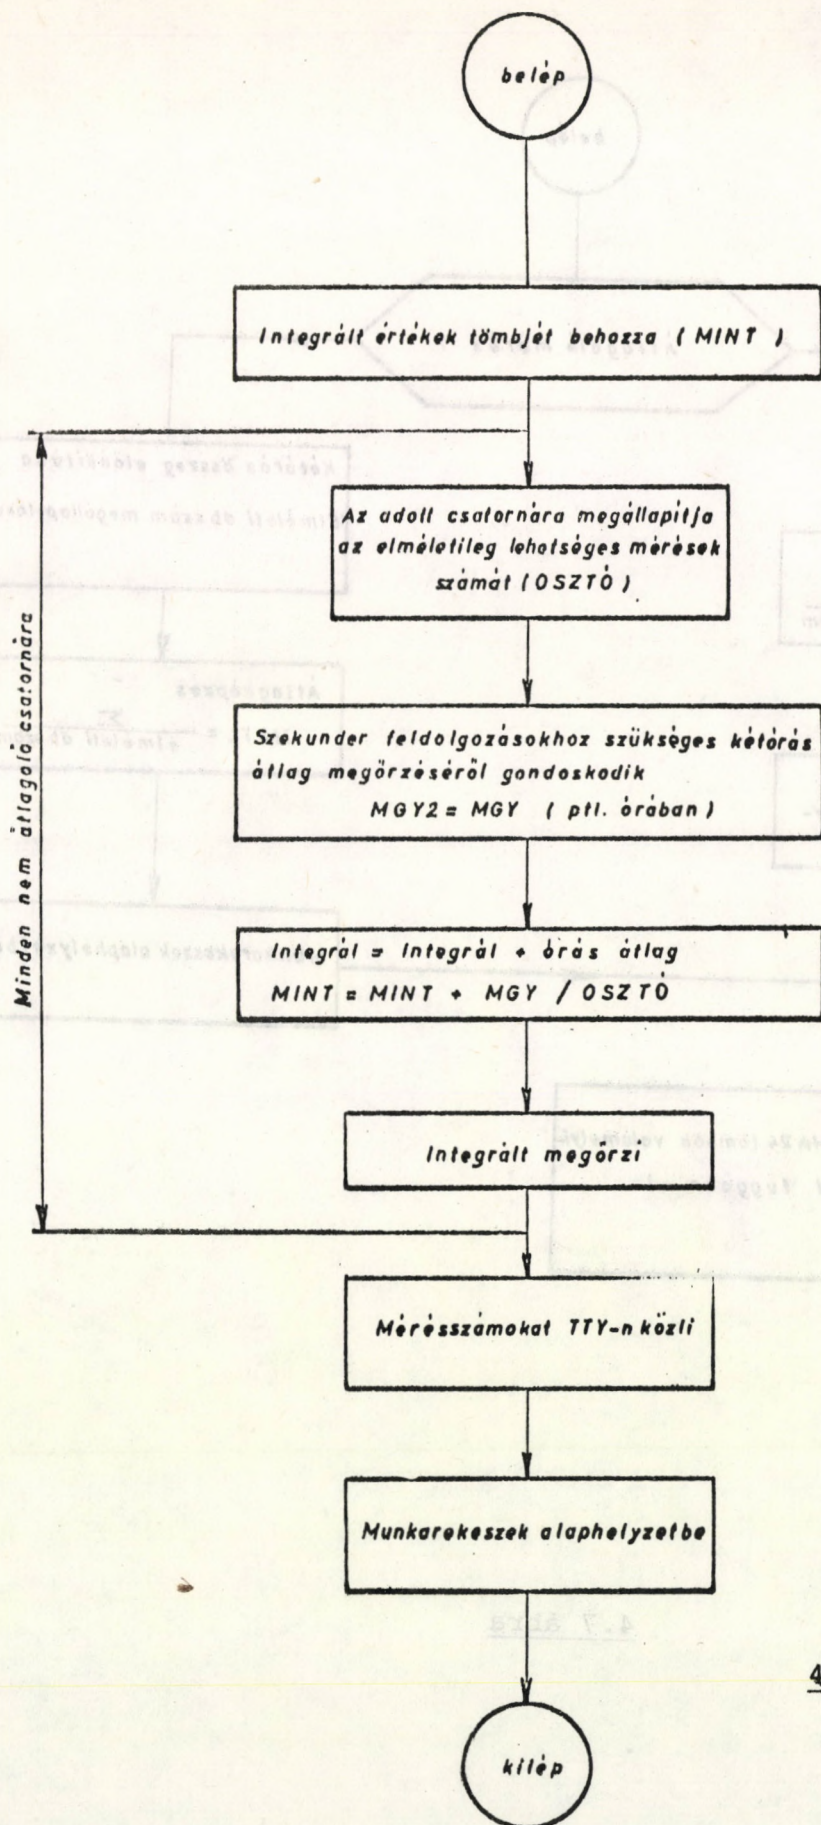 belép
Integrált értékek tömbjét behozza ( MINT )
Az adott csatornára megállapítja
az elméletileg lehetséges mérések
számát ( OSZTÓ )
Minden nem átlagoló csatornára
Szekunder feldolgozásokhoz szükséges kétórás
átlag megőrzéséről gondoskodik
MGY2 = MGY ( ptl. órában )
Integrál = Integrál + órás átlag
MINT = MINT + MGY / OSZTÓ
Integrált megőrzi
Mérésszámokat TTY-n közli
Munkarekeszek alaphelyzetbe
4
kilép